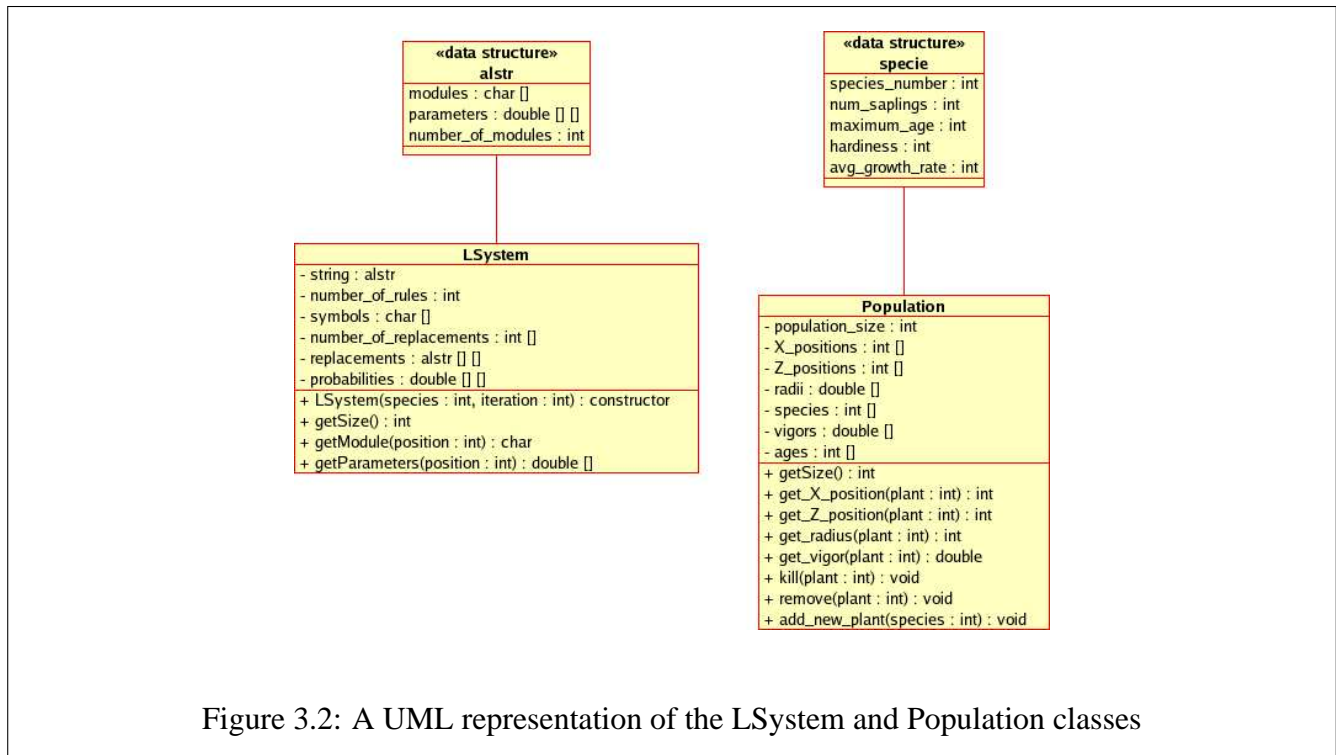 «data structure»
alstr
modules : char []
parameters : double [] []
number_of_modules : int
«data structure»
specie
species_number : int
num_saplings : int
maximum_age : int
hardiness : int
avg_growth_rate : int
LSystem
- string : alstr
- number_of_rules : int
- symbols : char []
- number_of_replacements : int []
- replacements : alstr [] []
- probabilities : double [] []
+ LSystem(species : int, iteration : int) : constructor
+ getSize() : int
+ getModule(position : int) : char
+ getParameters(position : int) : double []
Population
- population_size : int
- X_positions : int []
- Z_positions : int []
- radii : double []
- species : int []
- vigors : double []
- ages : int []
+ getSize() : int
+ get_X_position(plant : int) : int
+ get_Z_position(plant : int) : int
+ get_radius(plant : int) : int
+ get_vigor(plant : int) : double
+ kill(plant : int) : void
+ remove(plant : int) : void
+ add_new_plant(species : int) : void
Figure 3.2: A UML representation of the LSystem and Population classes